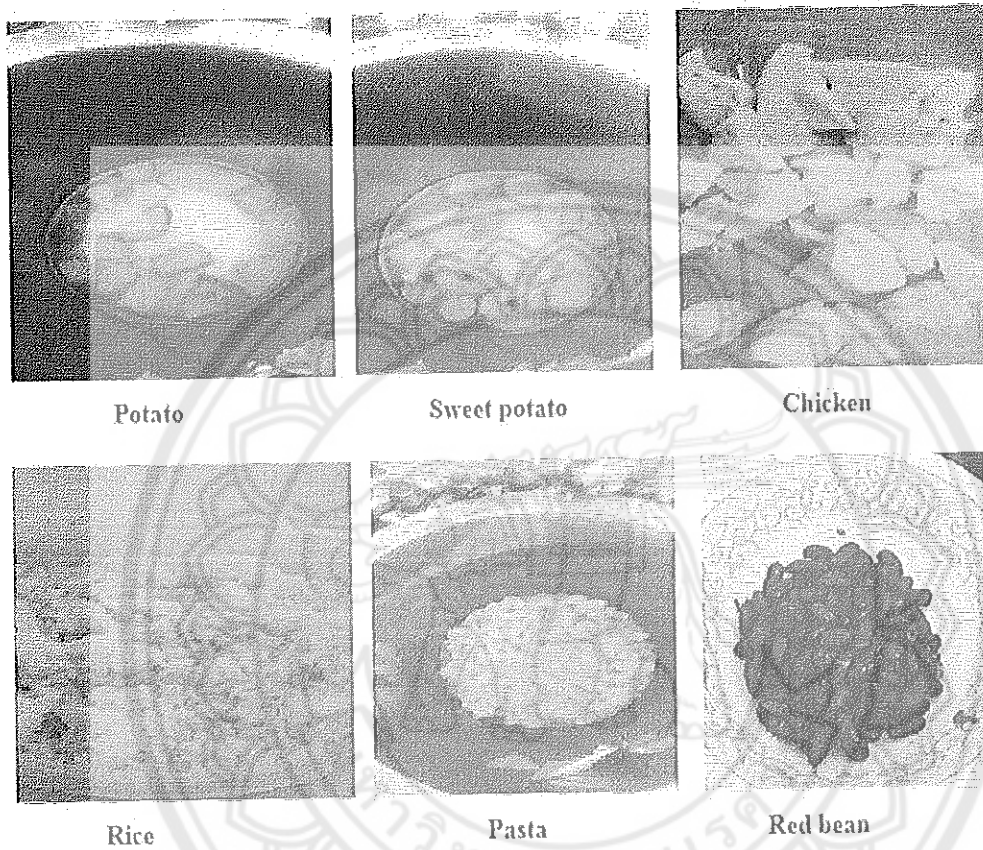 Potato
Sweet potato
Chicken
Rice
Pasta
Red bean